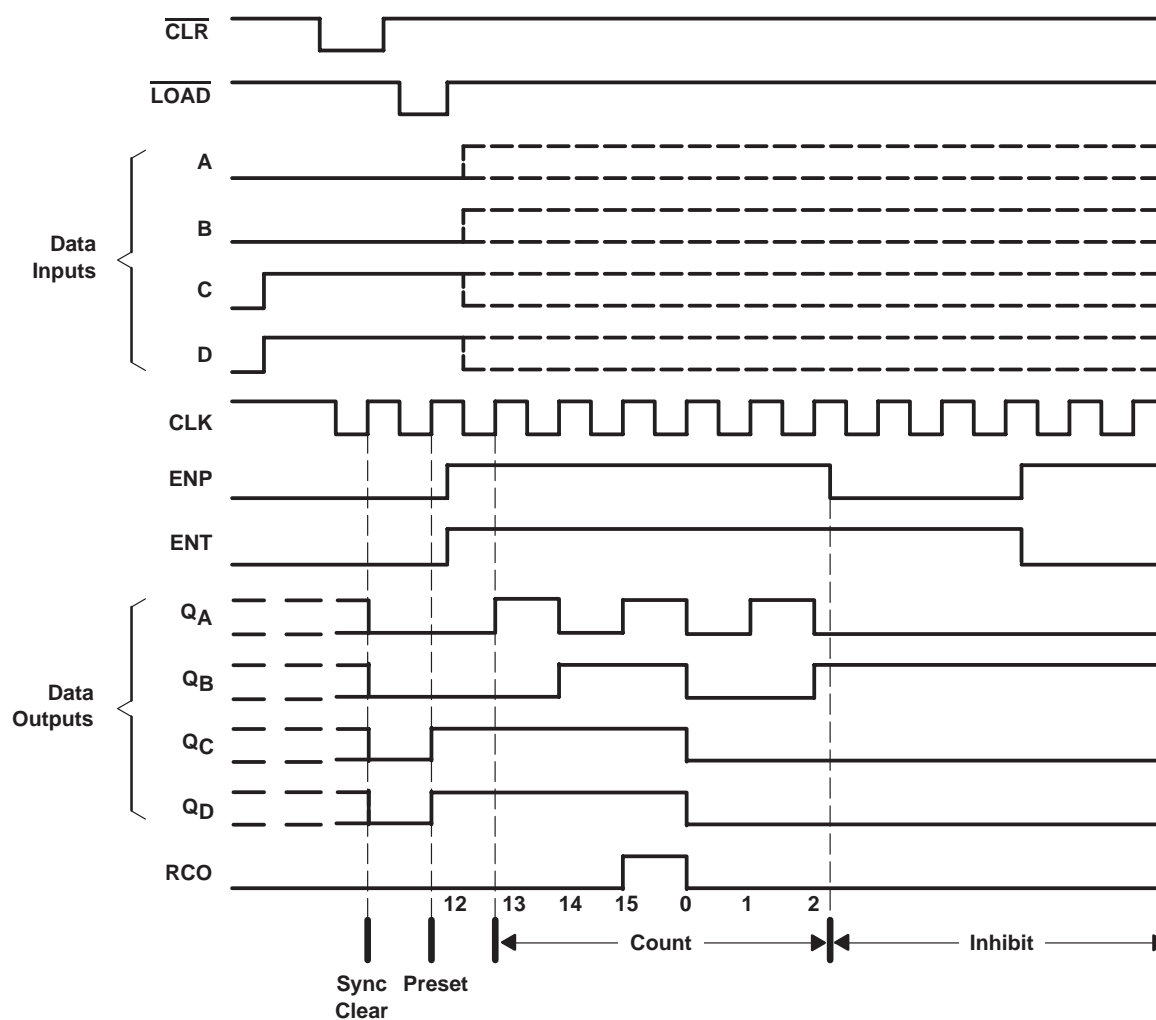 CLR
LOAD
A
B
Data
Inputs
C
D
CLK
ENP
ENT
QA
QB
Data
Outputs
QC
QD
RCO
12 13 14 15 0 1 2
Count Inhibit
Sync Preset
Clear